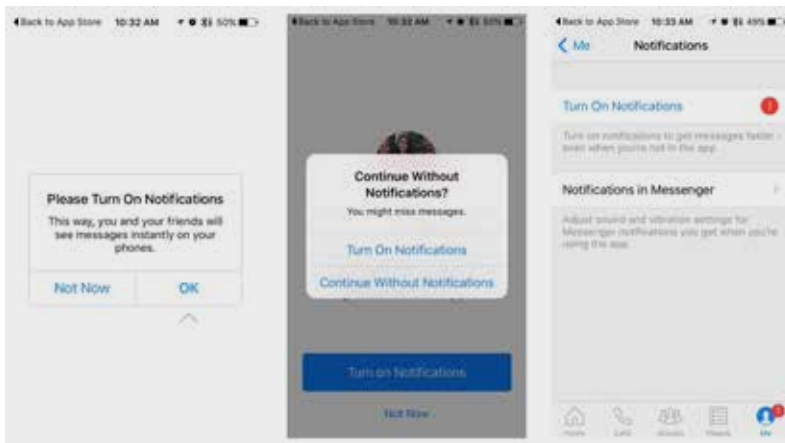 Back to App Store 10:32 AM 50%
Please Turn On Notifications
This way, you and your friends will
see messages instantly on your
phones.
Not Now OK
Back to App Store 10:32 AM 50%
Continue Without
Notifications?
You might miss messages.
Turn On Notifications
Continue Without Notifications
Turn on Notifications
Not Now
Back to App Store 10:33 AM 49%
Me Notifications
Turn On Notifications
Turn on notifications to get messages faster
even when you're not in the app.
Notifications in Messenger
Adjust sound and vibration settings for
Messenger notifications you get when you're
using the app.
Home Calls Groups People Me